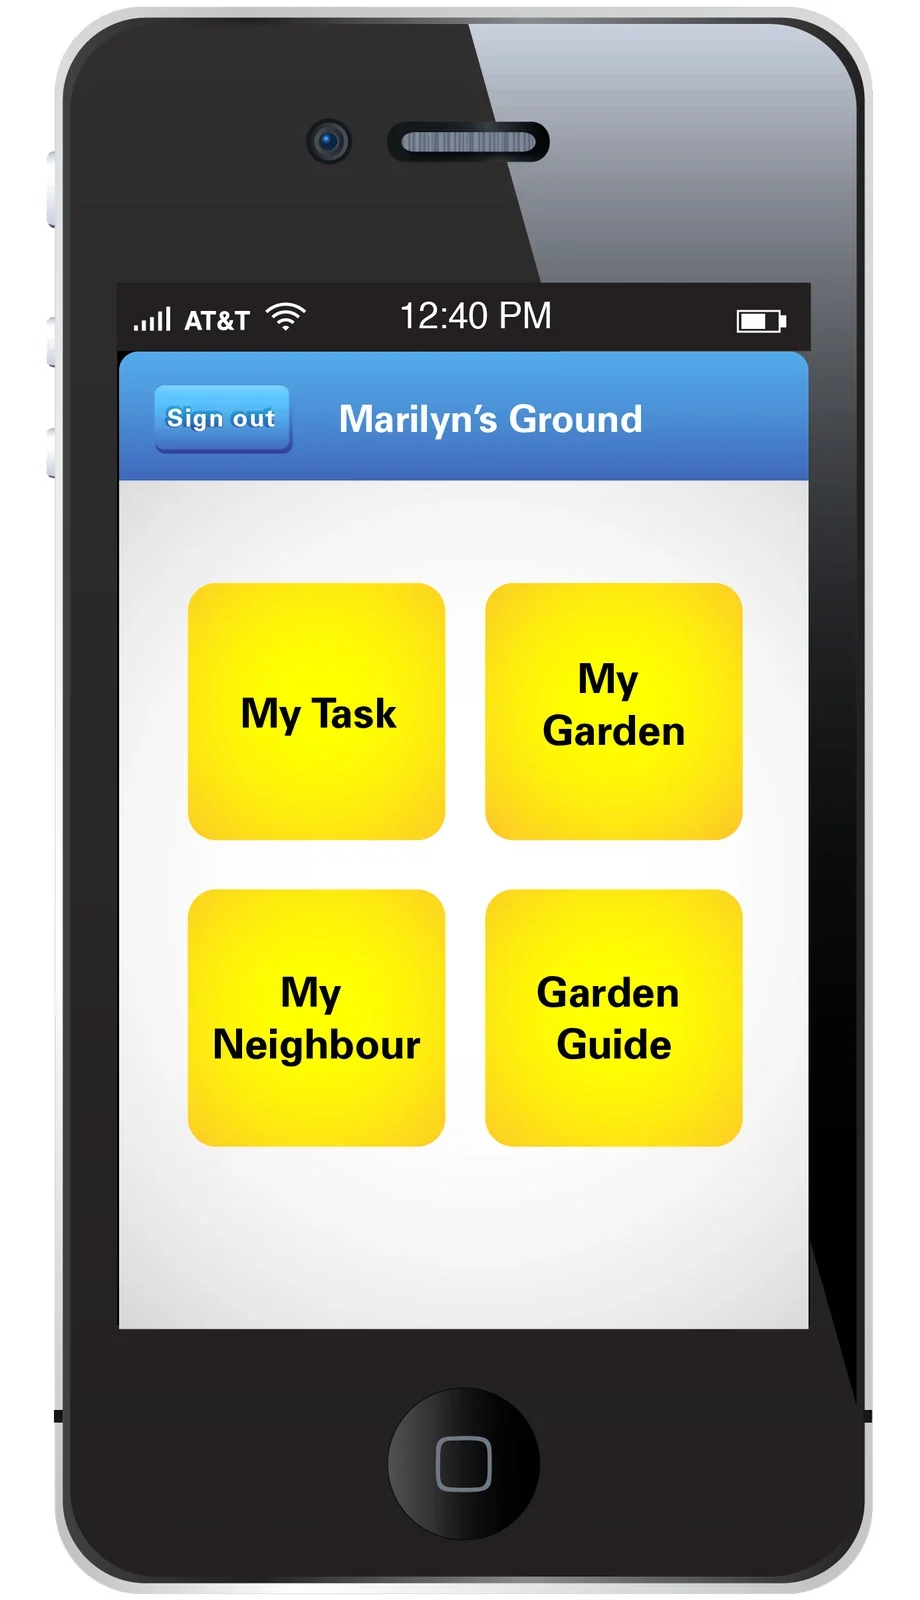 AT&T 12:40 PM
Sign out Marilyn’s Ground
My Task
My
Garden
My
Neighbour
Garden
Guide